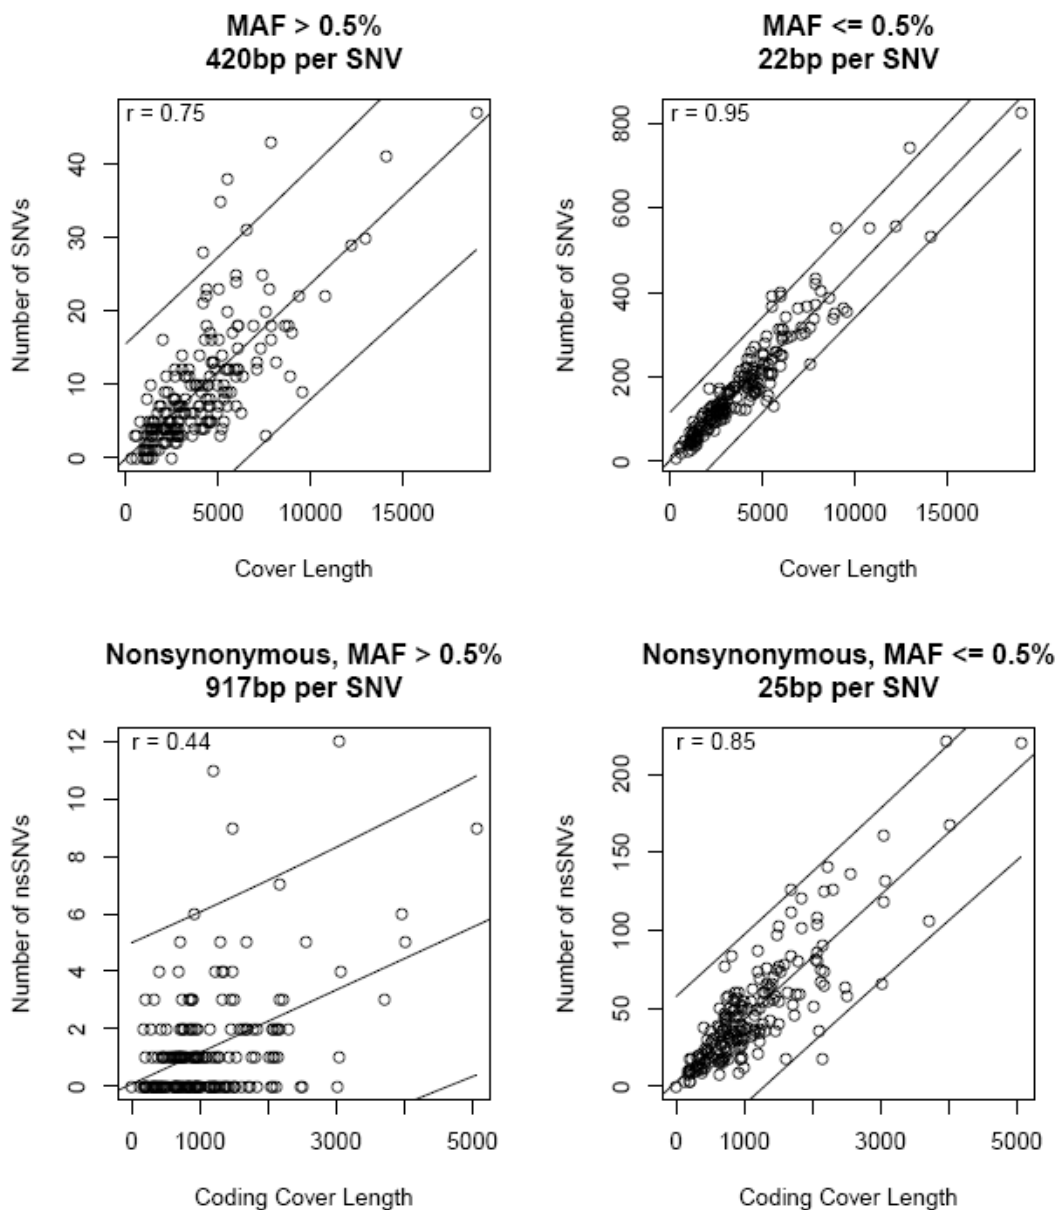 MAF > 0.5%
420bp per SNV
r = 0.75
Number of SNVs
0
10
20
30
40
0
5000
10000
15000
Cover Length
MAF <= 0.5%
22bp per SNV
r = 0.95
Number of SNVs
0
200
400
600
800
0
5000
10000
15000
Cover Length
Nonsynonymous, MAF > 0.5%
917bp per SNV
r = 0.44
Number of nsSNVs
0
2
4
6
8
10
12
0
1000
3000
5000
Coding Cover Length
Nonsynonymous, MAF <= 0.5%
25bp per SNV
r = 0.85
Number of nsSNVs
0
50
100
150
200
0
1000
3000
5000
Coding Cover Length